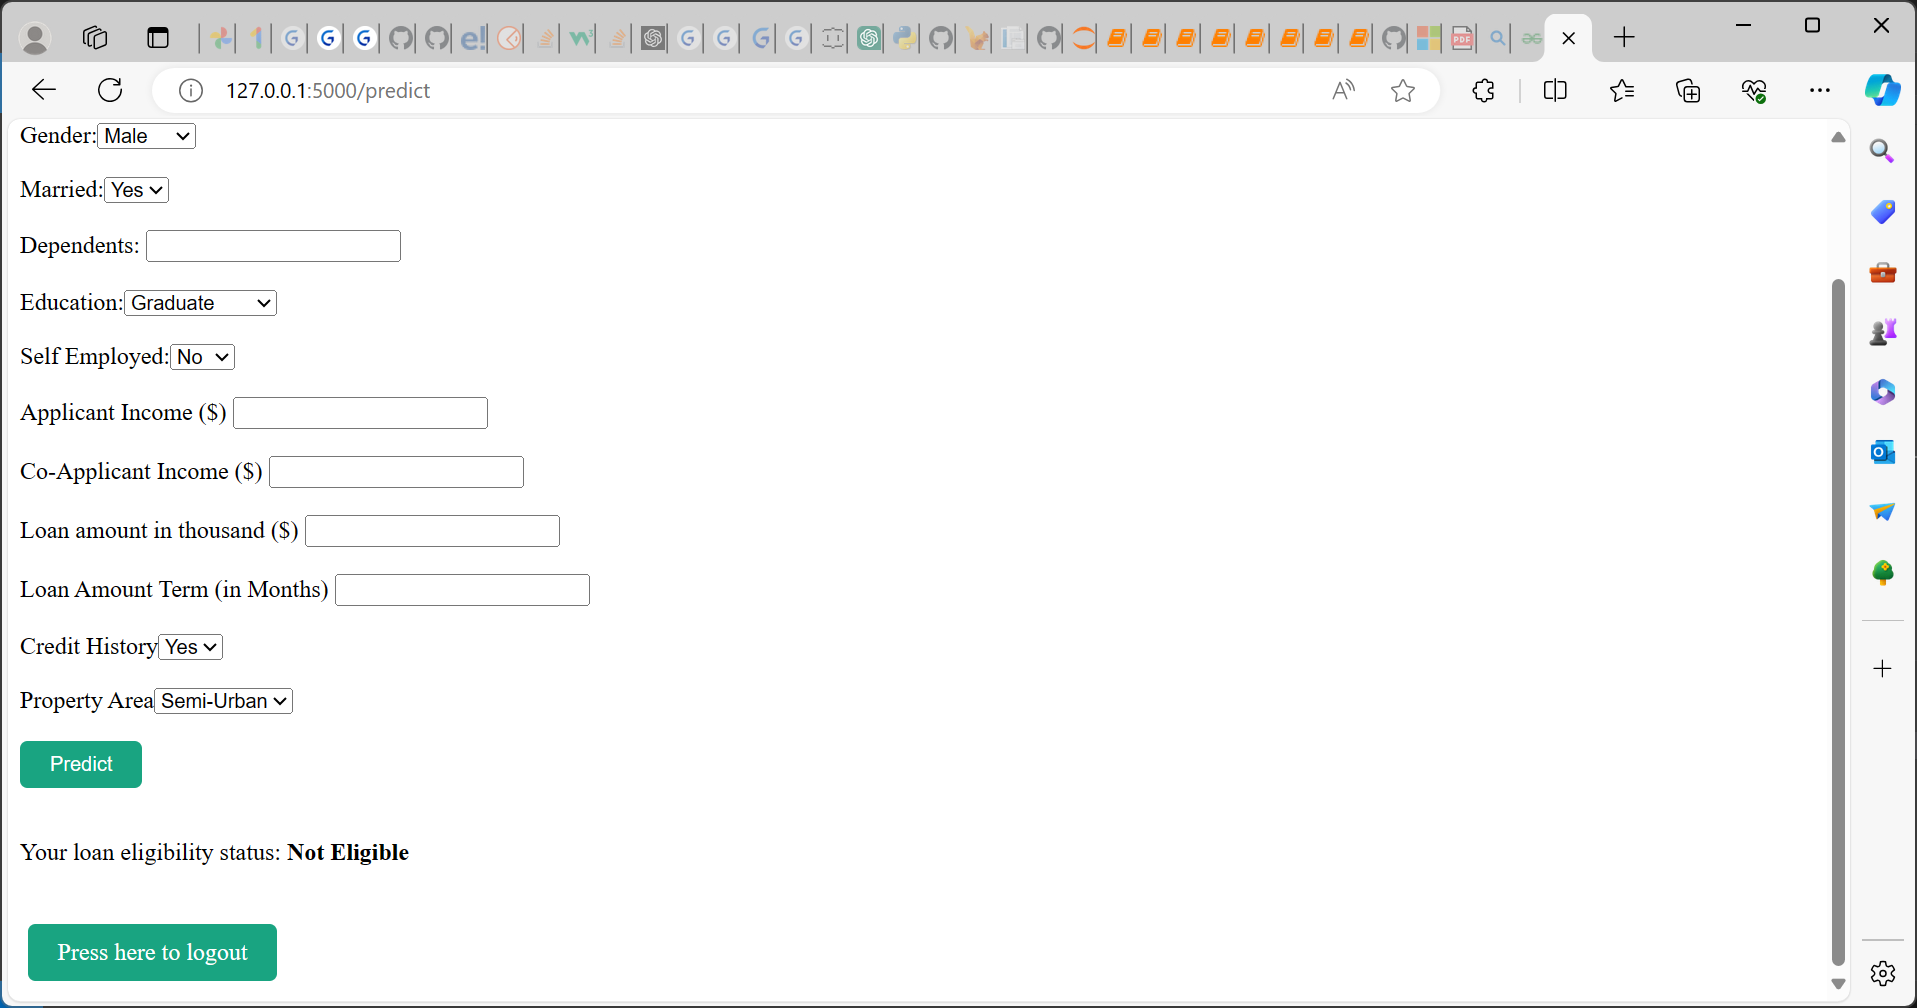 127.0.0.1:5000/predict
Gender: Male
Married: Yes
Dependents:
Education: Graduate
Self Employed: No
Applicant Income ($)
Co-Applicant Income ($)
Loan amount in thousand ($)
Loan Amount Term (in Months)
Credit History Yes
Property Area Semi-Urban
Predict
Your loan eligibility status: Not Eligible
Press here to logout